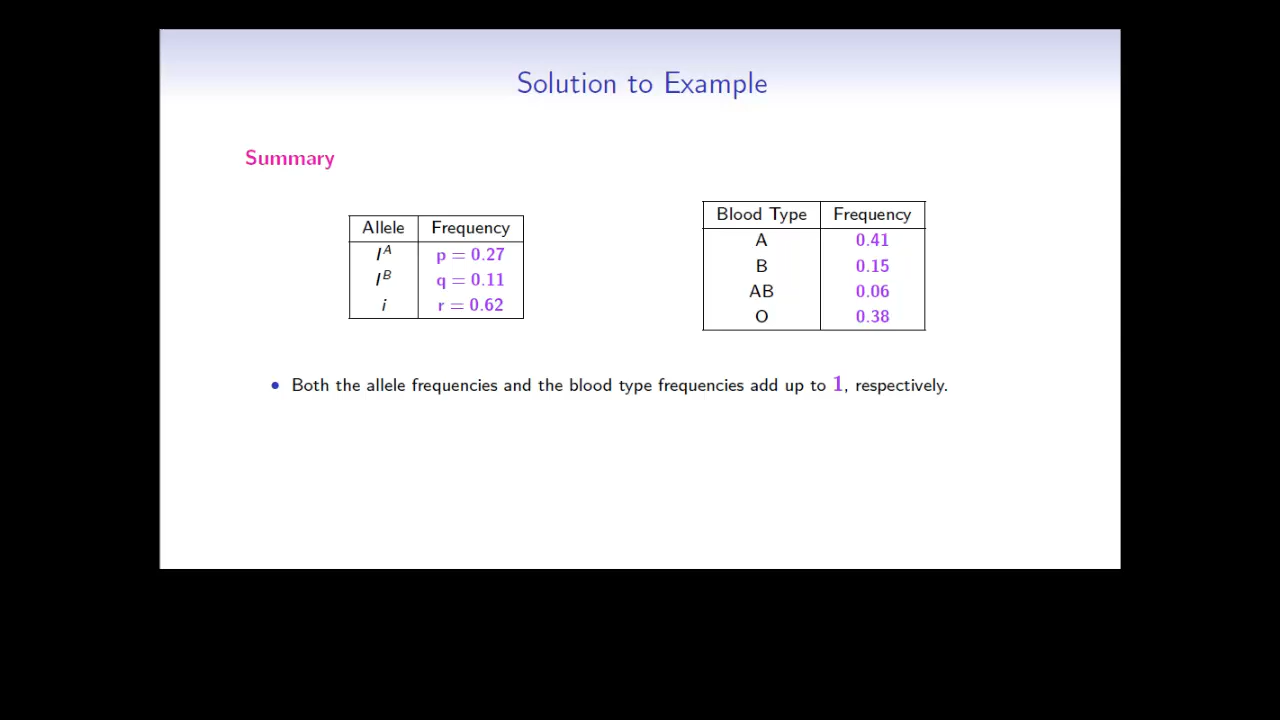 Solution to Example
Summary
Allele Frequency
I^A p = 0.27
I^B q = 0.11
i r = 0.62
Blood Type Frequency
A 0.41
B 0.15
AB 0.06
O 0.38
• Both the allele frequencies and the blood type frequencies add up to 1, respectively.